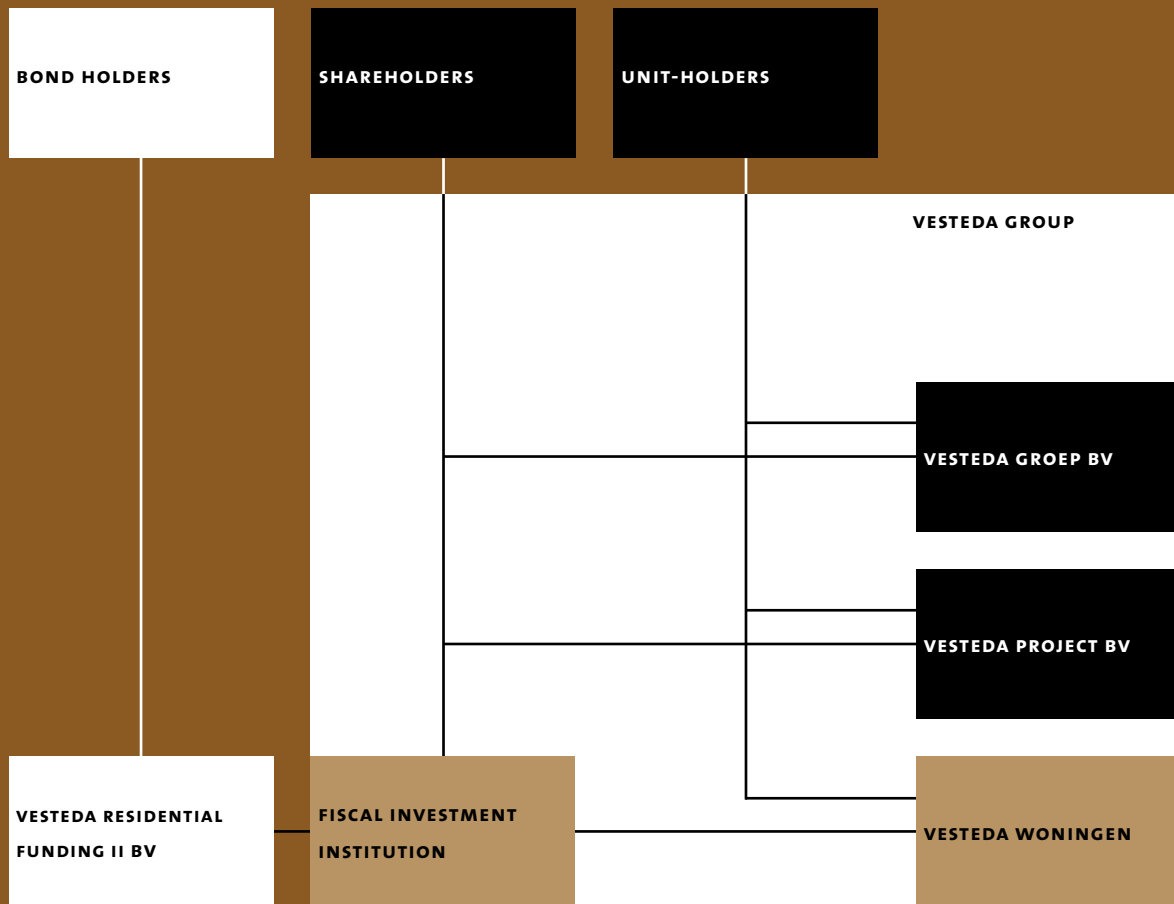 BOND HOLDERS
SHAREHOLDERS
UNIT-HOLDERS
VESTEDA GROUP
VESTEDA GROEP BV
VESTEDA PROJECT BV
VESTEDA RESIDENTIAL
FUNDING II BV
FISCAL INVESTMENT
INSTITUTION
VESTEDA WONINGEN